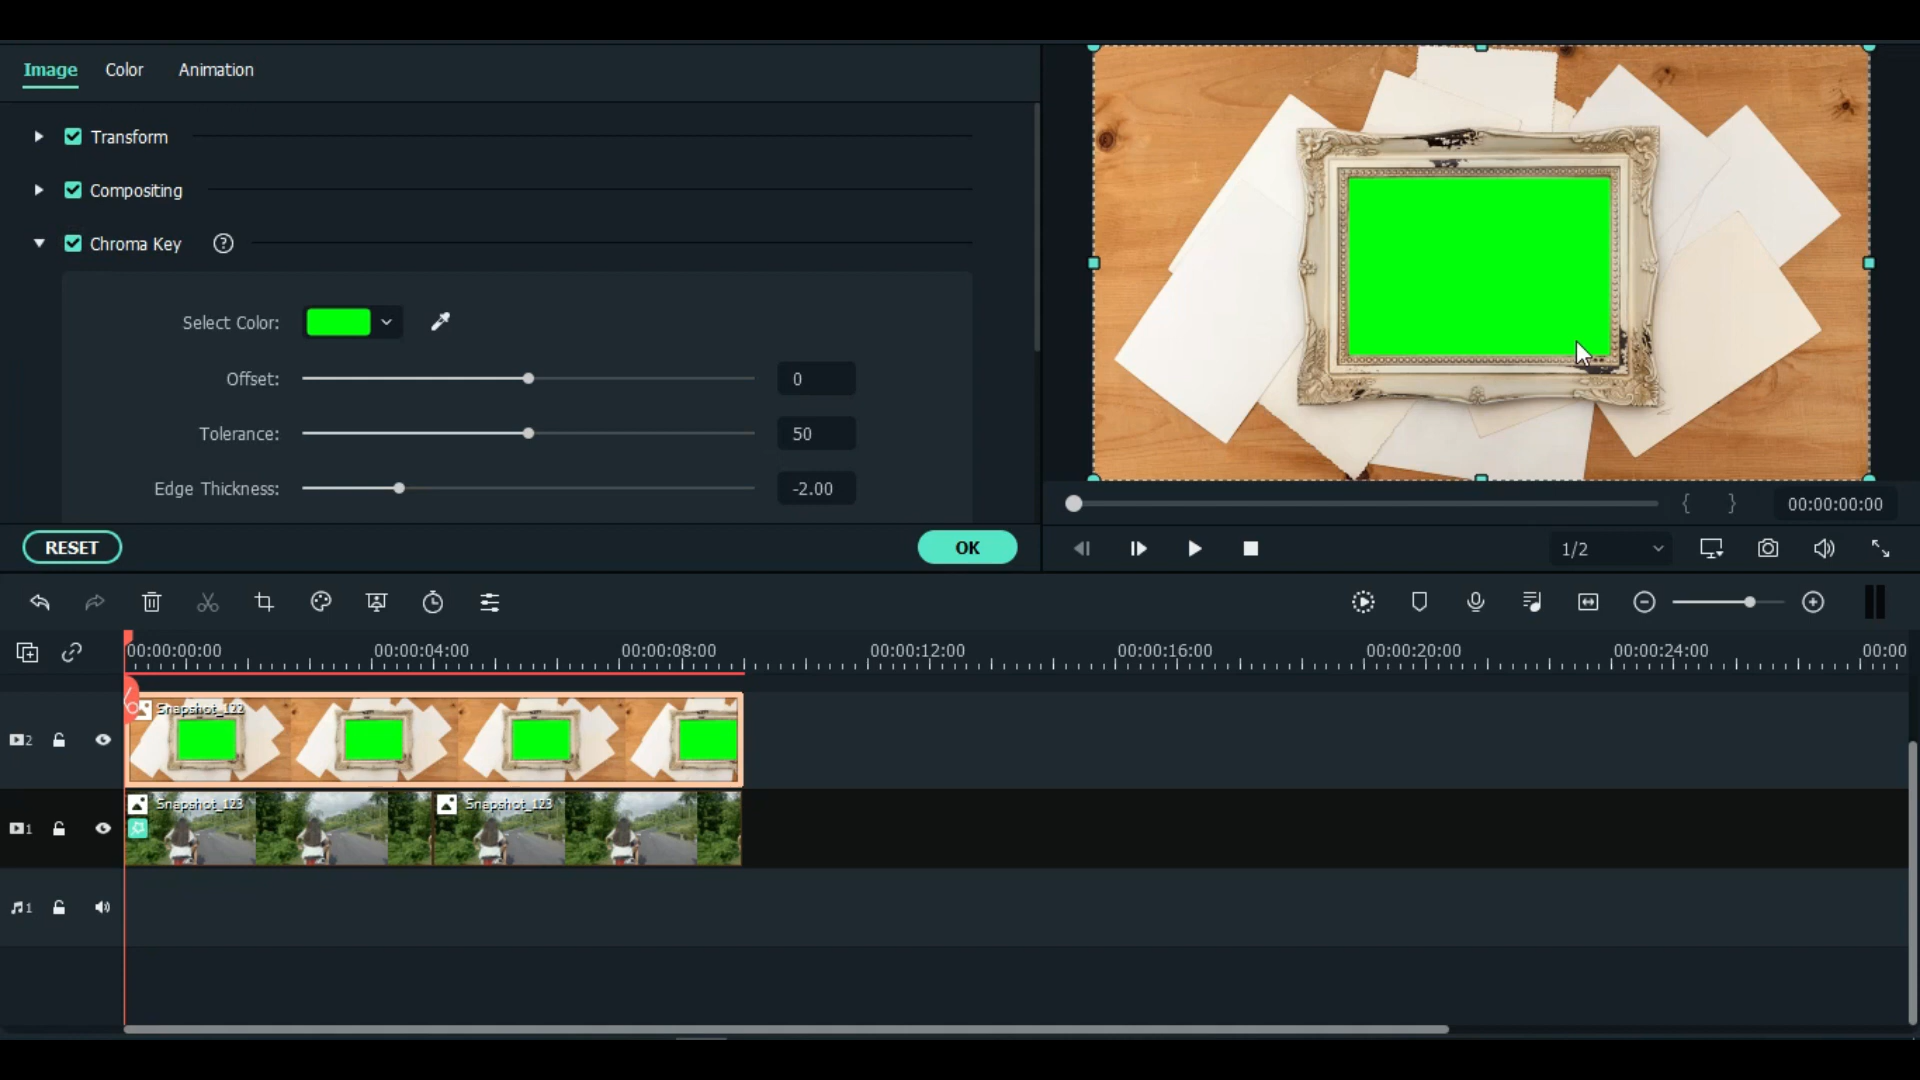 Image Color Animation
Transform
Compositing
Chroma Key ?
Select Color:
Offset: 0
Tolerance: 50
Edge Thickness: -2.00
RESET OK
{ } 00:00:00:00
1/2
00:00:00:00 00:00:04:00 00:00:08:00 00:00:12:00 00:00:16:00 00:00:20:00 00:00:24:00 00:00
Snapshot_122
2
Snapshot_123 Snapshot_123
1
1